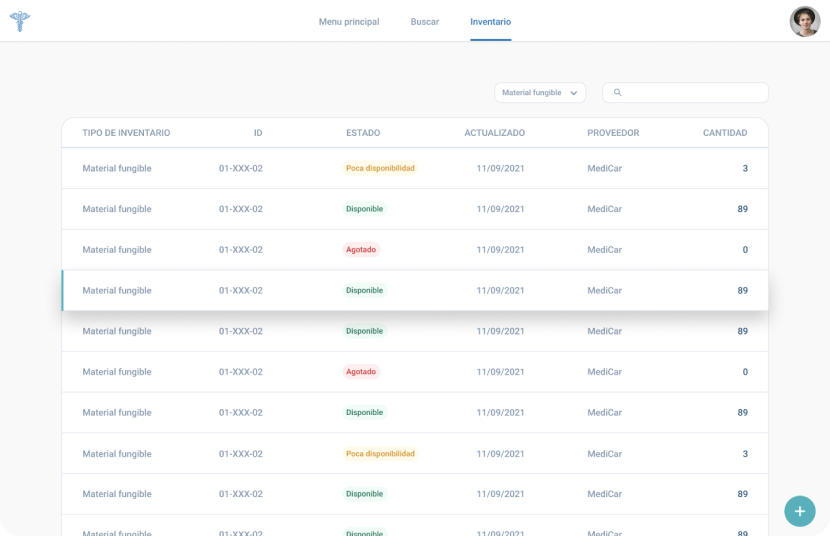 Menu principal Buscar Inventario
Material fungible
TIPO DE INVENTARIO ID ESTADO ACTUALIZADO PROVEEDOR CANTIDAD
Material fungible 01-XXX-02 Poca disponibilidad 11/09/2021 MediCar 3
Material fungible 01-XXX-02 Disponible 11/09/2021 MediCar 89
Material fungible 01-XXX-02 Agotado 11/09/2021 MediCar 0
Material fungible 01-XXX-02 Disponible 11/09/2021 MediCar 89
Material fungible 01-XXX-02 Disponible 11/09/2021 MediCar 89
Material fungible 01-XXX-02 Agotado 11/09/2021 MediCar 0
Material fungible 01-XXX-02 Disponible 11/09/2021 MediCar 89
Material fungible 01-XXX-02 Poca disponibilidad 11/09/2021 MediCar 3
Material fungible 01-XXX-02 Disponible 11/09/2021 MediCar 89
Material fungible 01-XXX-02 Disponible 11/09/2021 MediCar 89